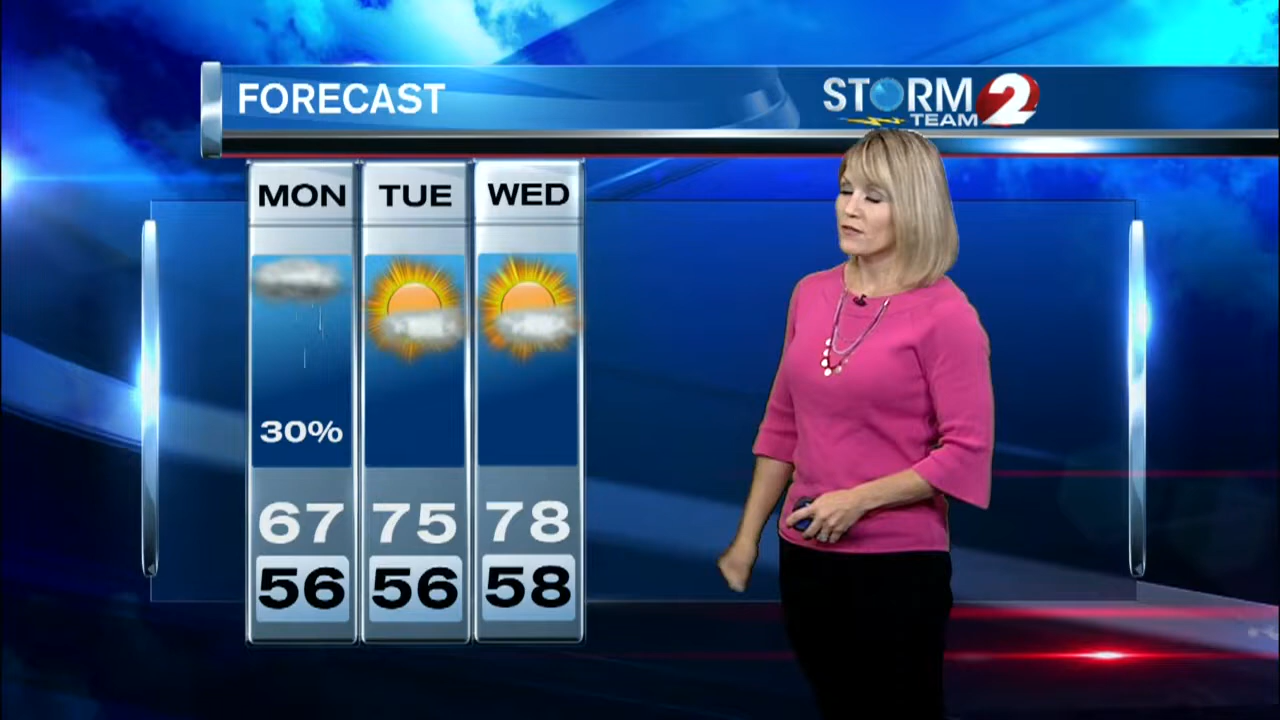 FORECAST
STORM
TEAM 2
MON TUE WED
30%
67 75 78
56 56 58